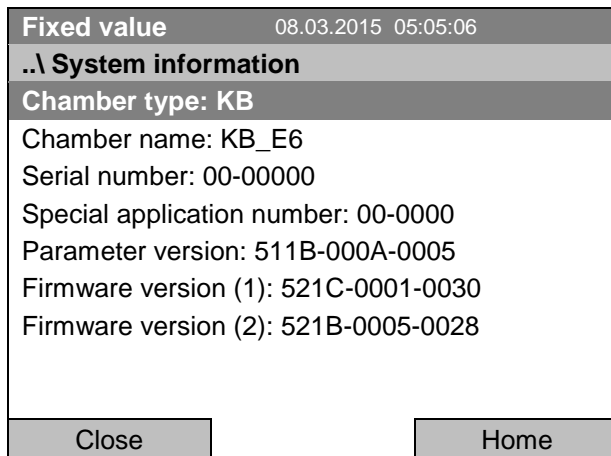 Fixed value 08.03.2015 05:05:06
..\ System information
Chamber type: KB
Chamber name: KB_E6
Serial number: 00-00000
Special application number: 00-0000
Parameter version: 511B-000A-0005
Firmware version (1): 521C-0001-0030
Firmware version (2): 521B-0005-0028
Close Home